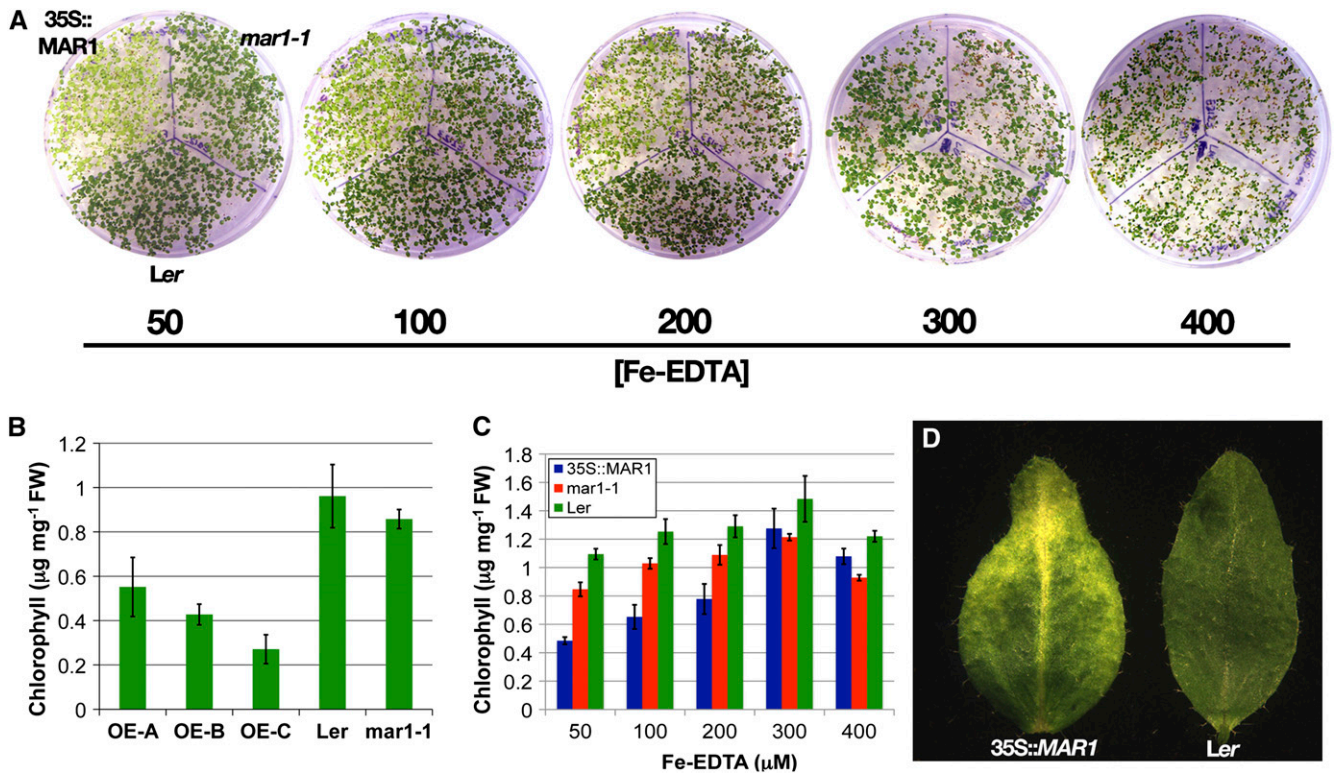 A
35S::
MAR1
mar1-1
Ler
50 100 200 300 400
[Fe-EDTA]
B
Chlorophyll (µg mg⁻¹ FW)
1.2
1
0.8
0.6
0.4
0.2
0
OE-A OE-B OE-C Ler mar1-1
C
Chlorophyll (µg mg⁻¹ FW)
1.8
1.6
1.4
1.2
1
0.8
0.6
0.4
0.2
0
35S::MAR1
mar1-1
Ler
50 100 200 300 400
Fe-EDTA (µM)
D
35S::MAR1 Ler